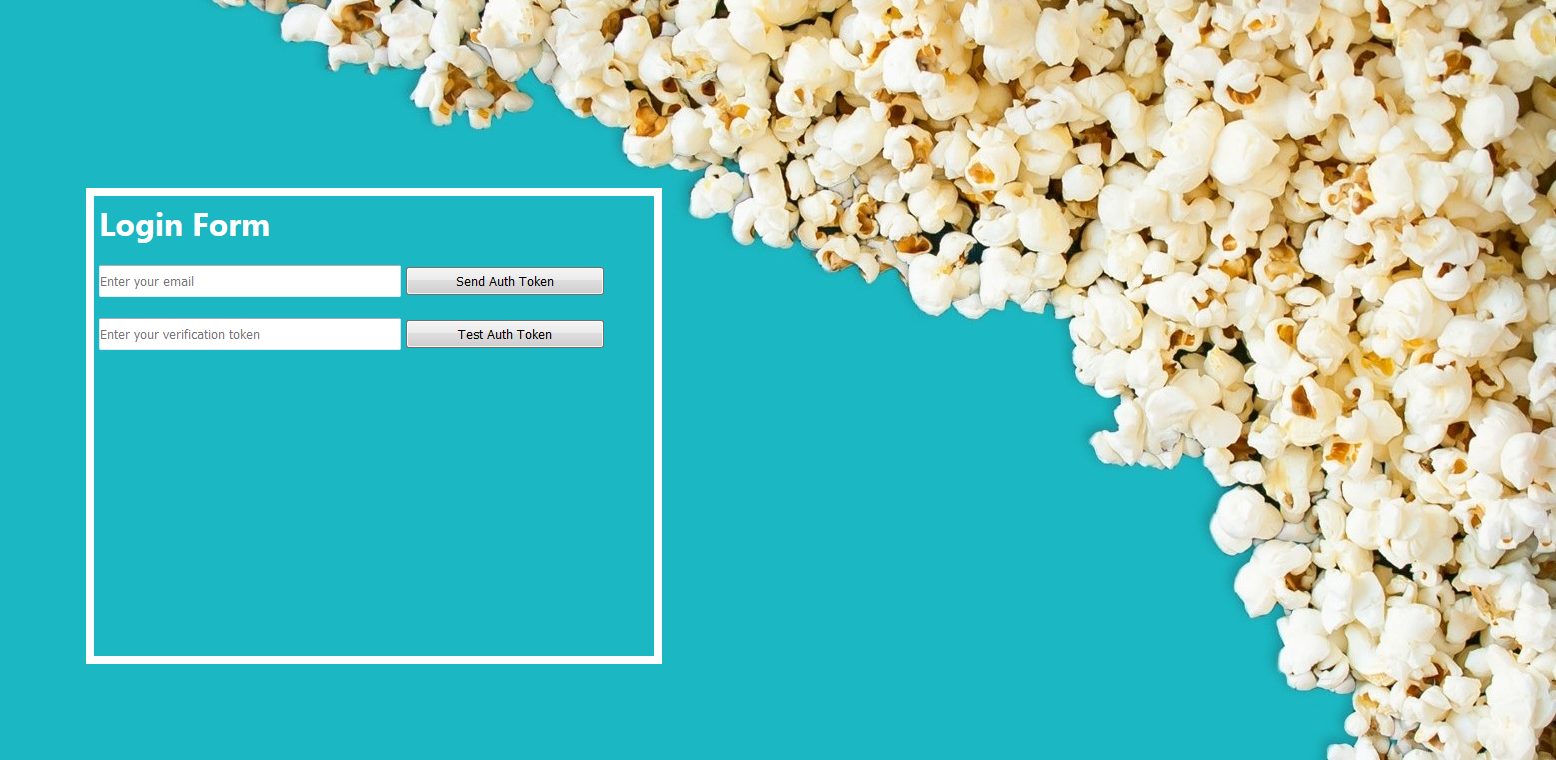 Login Form
Enter your email Send Auth Token
Enter your verification token Test Auth Token